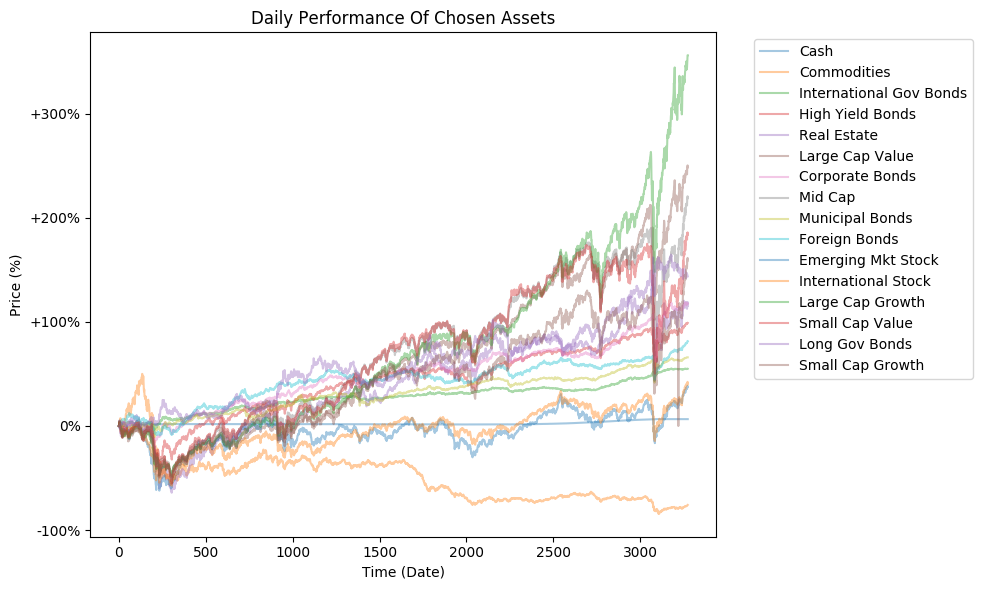 Daily Performance Of Chosen Assets
Price (%)
+300%
+200%
+100%
0%
-100%
0 500 1000 1500 2000 2500 3000
Time (Date)
Cash
Commodities
International Gov Bonds
High Yield Bonds
Real Estate
Large Cap Value
Corporate Bonds
Mid Cap
Municipal Bonds
Foreign Bonds
Emerging Mkt Stock
International Stock
Large Cap Growth
Small Cap Value
Long Gov Bonds
Small Cap Growth